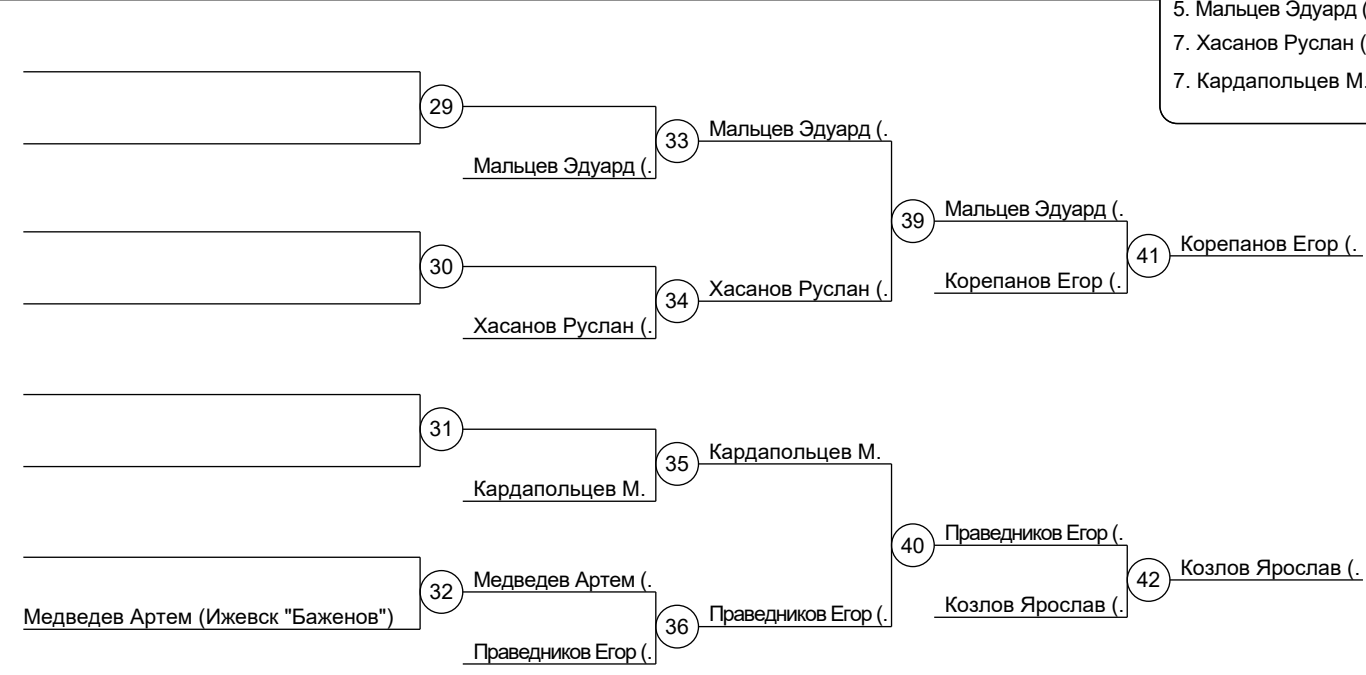 5. Мальцев Эдуард (
7. Хасанов Руслан (
7. Кардапольцев М.
29
33
Мальцев Эдуард (.
Мальцев Эдуард (.
39
Мальцев Эдуард (.
41
Корепанов Егор (.
30
34
Хасанов Руслан (.
Корепанов Егор (.
Хасанов Руслан (.
31
35
Кардапольцев М.
Кардапольцев М.
40
Праведников Егор (.
42
Козлов Ярослав (.
32
Медведев Артем (.
Козлов Ярослав (.
Медведев Артем (Ижевск "Баженов")
36
Праведников Егор (.
Праведников Егор (.